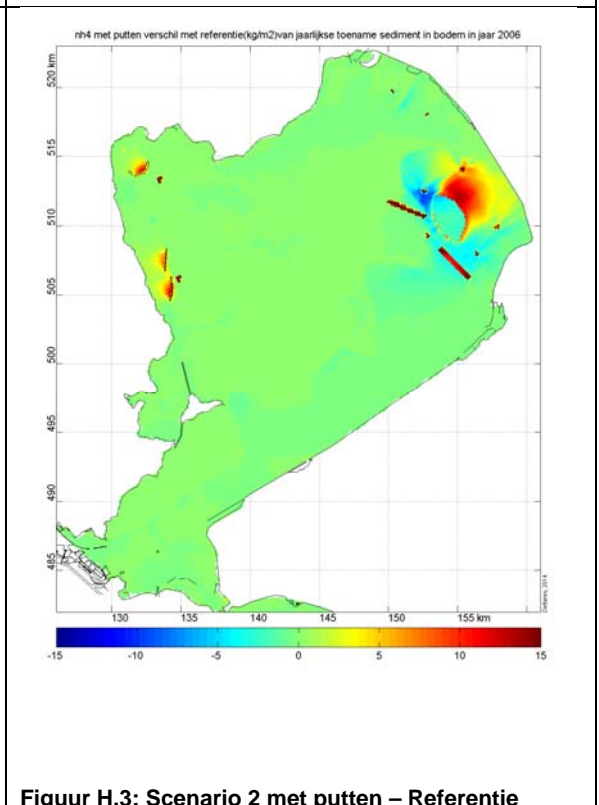 nh4 met putten verschil met referentie(kg/m2)van jaarlijkse toename sediment in bodem in jaar 2006
520 km
515
510
505
500
495
490
485
130 135 140 145 150 155 km
Deltares, 2014
-15 -10 -5 0 5 10 15
Figuur H.3: Scenario 2 met putten – Referentie